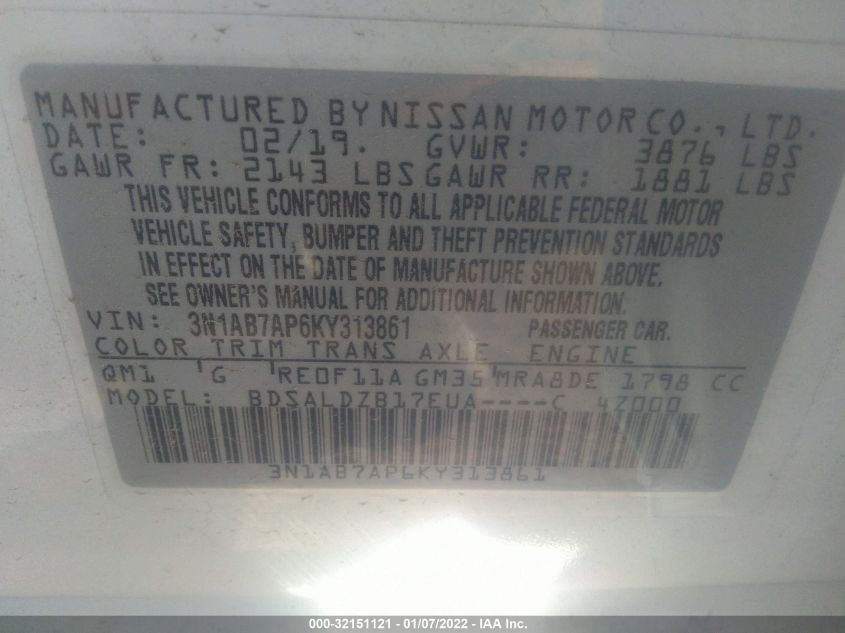 MANUFACTURED BY NISSAN MOTOR CO., LTD.
DATE: 02/19. GVWR: 3876 LBS
GAWR FR: 2143 LBS GAWR RR: 1881 LBS
THIS VEHICLE CONFORMS TO ALL APPLICABLE FEDERAL MOTOR
VEHICLE SAFETY, BUMPER AND THEFT PREVENTION STANDARDS
IN EFFECT ON THE DATE OF MANUFACTURE SHOWN ABOVE.
SEE OWNER'S MANUAL FOR ADDITIONAL INFORMATION.
VIN: 3N1AB7AP6KY313861 PASSENGER CAR.
COLOR TRIM TRANS AXLE ENGINE
QM1 'G 'RE0F11A GM35'MRA8DE 1798 CC
MODEL: BDSALDZB17EUA----C 47000
3N1AB7AP6KY313861
000-32151121 - 01/07/2022 - IAA Inc.